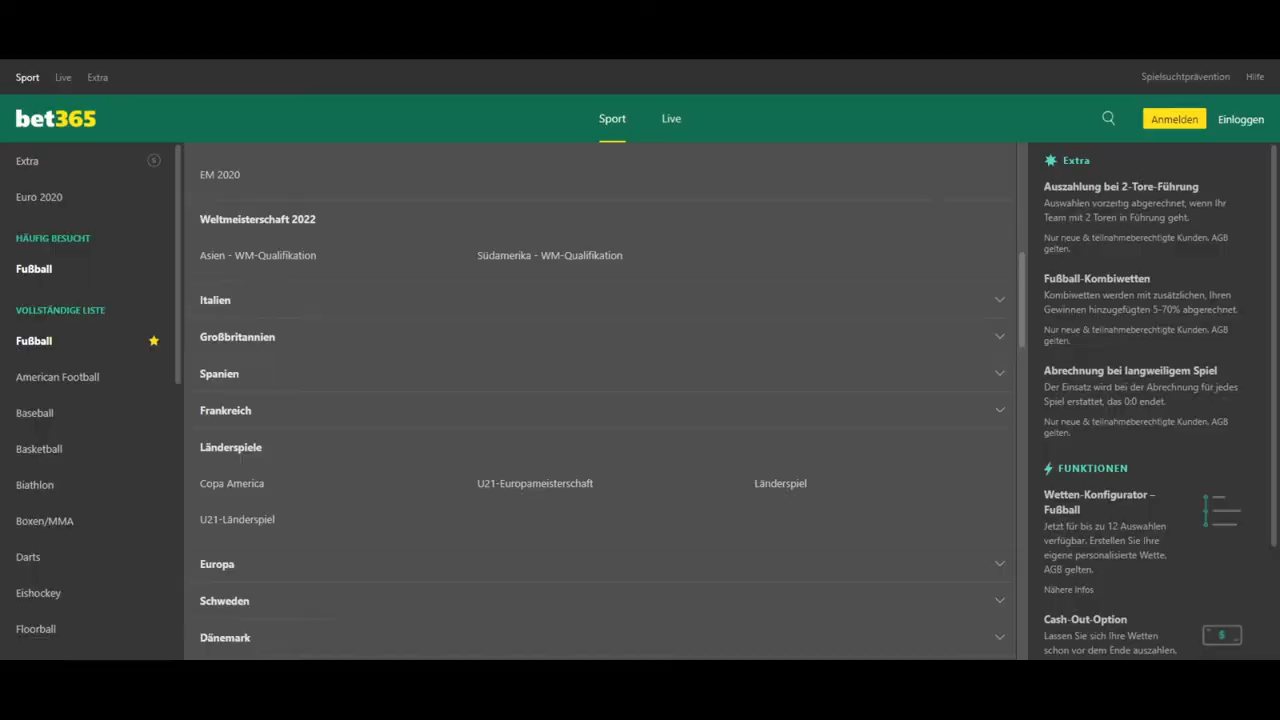 Sport Live Extra Spielsuchtprävention Hilfe
bet365 Sport Live Anmelden Einloggen
Extra
Euro 2020
HÄUFIG BESUCHT
Fußball
VOLLSTÄNDIGE LISTE
Fußball
American Football
Baseball
Basketball
Biathlon
Boxen/MMA
Darts
Eishockey
Floorball
EM 2020
Weltmeisterschaft 2022
Asien - WM-Qualifikation Südamerika - WM-Qualifikation
Italien
Großbritannien
Spanien
Frankreich
Länderspiele
Copa America U21-Europameisterschaft Länderspiel
U21-Länderspiel
Europa
Schweden
Dänemark
Extra
Auszahlung bei 2-Tore-Führung
Auswahlen vorzeitig abgerechnet, wenn Ihr
Team mit 2 Toren in Führung geht.
Nur neue & teilnahmeberechtigte Kunden. AGB
gelten.
Fußball-Kombiwetten
Kombiwetten werden mit zusätzlichen, Ihren
Gewinnen hinzugefügten 5-70% abgerechnet.
Nur neue & teilnahmeberechtigte Kunden. AGB
gelten.
Abrechnung bei langweiligem Spiel
Der Einsatz wird bei der Abrechnung für jedes
Spiel erstattet, das 0:0 endet.
Nur neue & teilnahmeberechtigte Kunden. AGB
gelten.
FUNKTIONEN
Wetten-Konfigurator –
Fußball
Jetzt für bis zu 12 Auswahlen
verfügbar. Erstellen Sie Ihre
eigene personalisierte Wette.
AGB gelten.
Nähere Infos
Cash-Out-Option
Lassen Sie sich Ihre Wetten
schon vor dem Ende auszahlen.